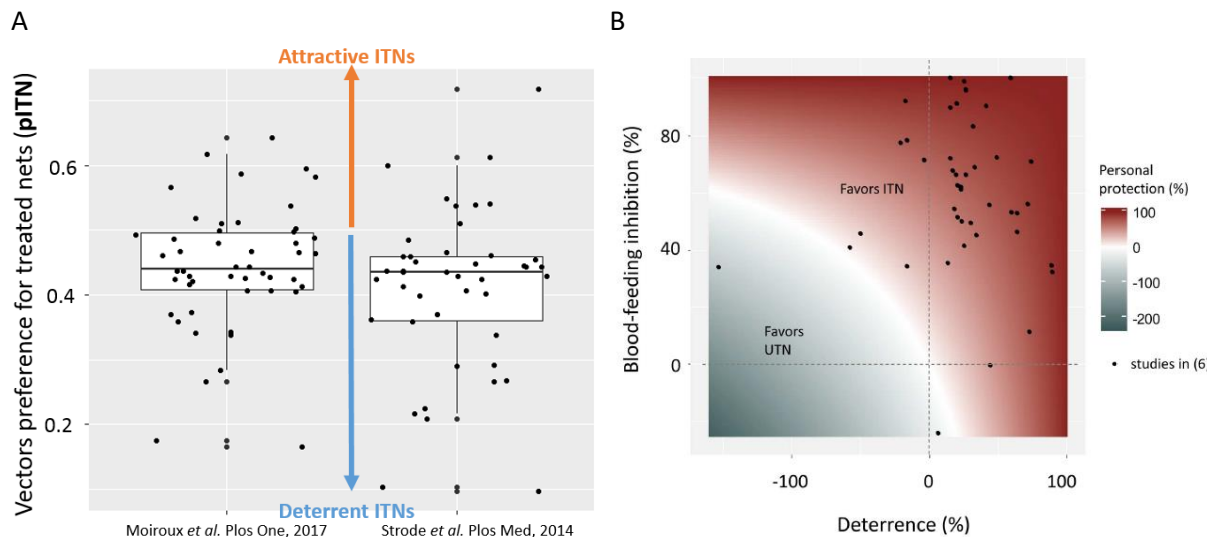 A
Attractive ITNs
Vectors preference for treated nets (pITN)
0.6
0.4
0.2
Deterrent ITNs
Moiroux et al. Plos One, 2017
Strode et al. Plos Med, 2014
B
Blood-feeding inhibition (%)
80
40
0
Favors ITN
Favors
UTN
-100
0
100
Deterrence (%)
Personal
protection (%)
100
0
-100
-200
studies in (6)